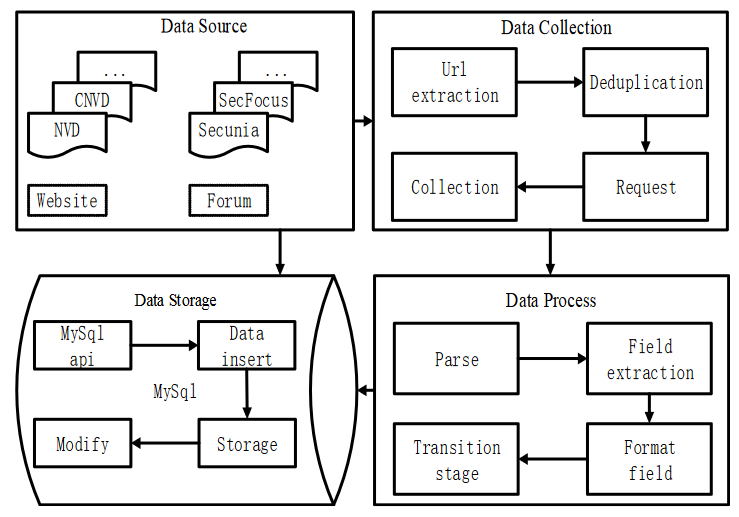 Data Source
...
CNVD
NVD
Website
...
SecFocus
Secunia
Forum
Data Collection
Url
extraction
Deduplication
Collection
Request
Data Storage
MySql
api
Data
insert
MySql
Modify
Storage
Data Process
Parse
Field
extraction
Transition
stage
Format
field